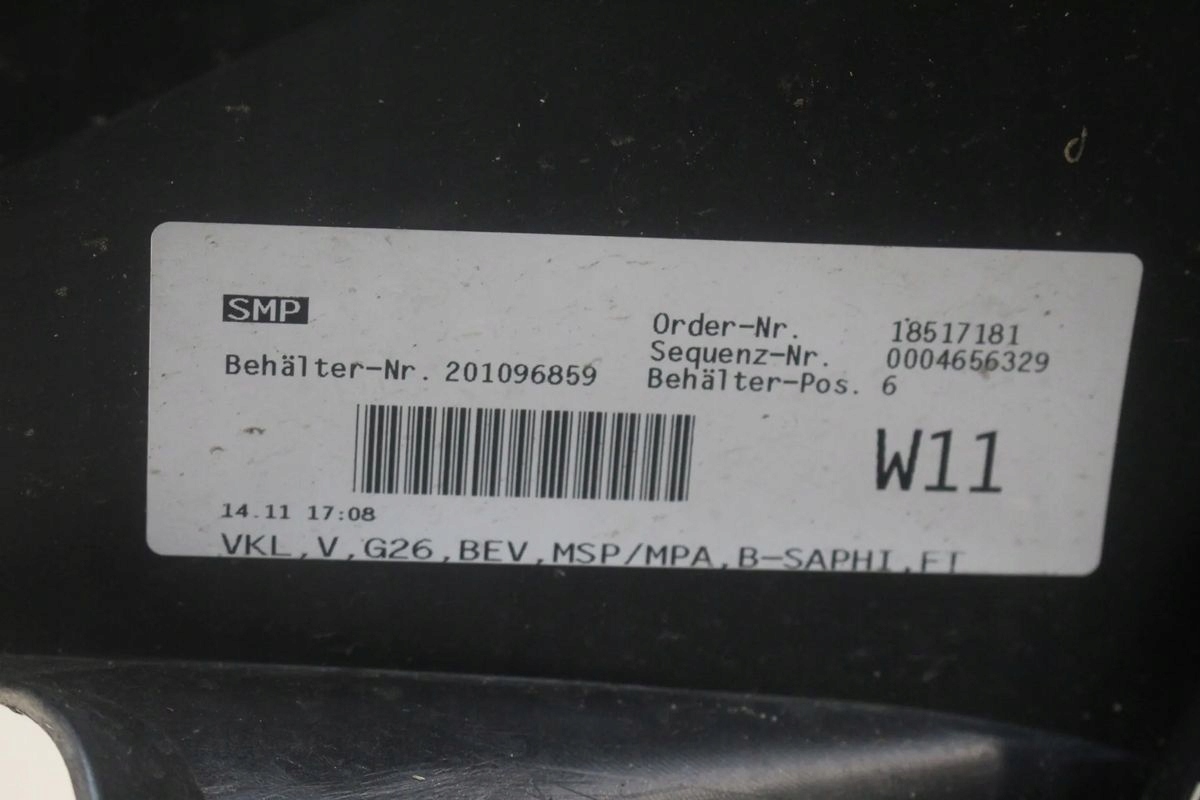 SMP
Behälter-Nr. 201096859
Order-Nr. 18517181
Sequenz-Nr. 0004656329
Behälter-Pos. 6
W11
14.11 17:08
VKL,V,G26,BEV,MSP/MPA,B-SAPHI,